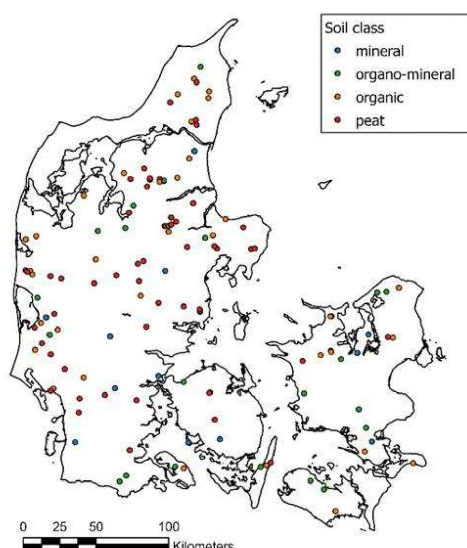 Soil class
mineral
organo-mineral
organic
peat
0 25 50 100
Kilometers